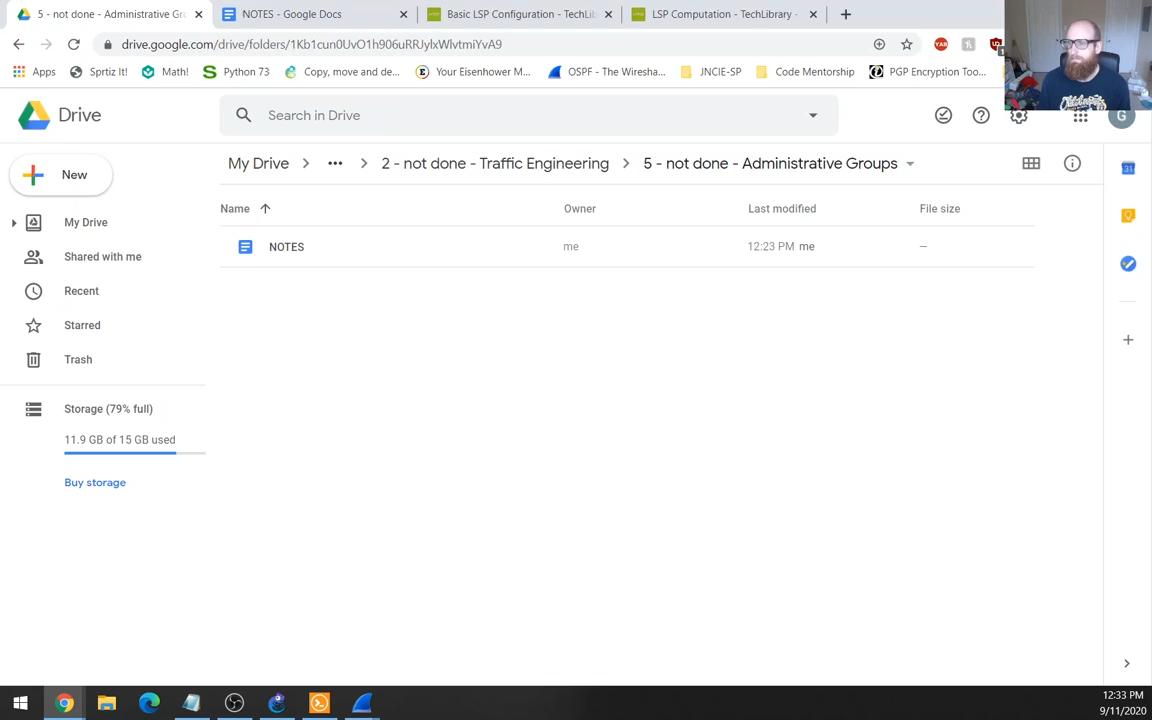 5 - not done - Administrative Gr
NOTES - Google Docs
Basic LSP Configuration - TechLib
LSP Computation - TechLibrary -
drive.google.com/drive/folders/1Kb1cun0UvO1h906uRRJylxWlvtmiYvA9
Apps
Sprtiz It!
Math!
Python 73
Copy, move and de...
Your Eisenhower M...
OSPF - The Wiresha...
JNCIE-SP
Code Mentorship
PGP Encryption Too...
Drive
Search in Drive
G
New
My Drive
2 - not done - Traffic Engineering
5 - not done - Administrative Groups
Name
Owner
Last modified
File size
NOTES
me
12:23 PM me
–
My Drive
Shared with me
Recent
Starred
Trash
Storage (79% full)
11.9 GB of 15 GB used
Buy storage
31
12:33 PM
9/11/2020